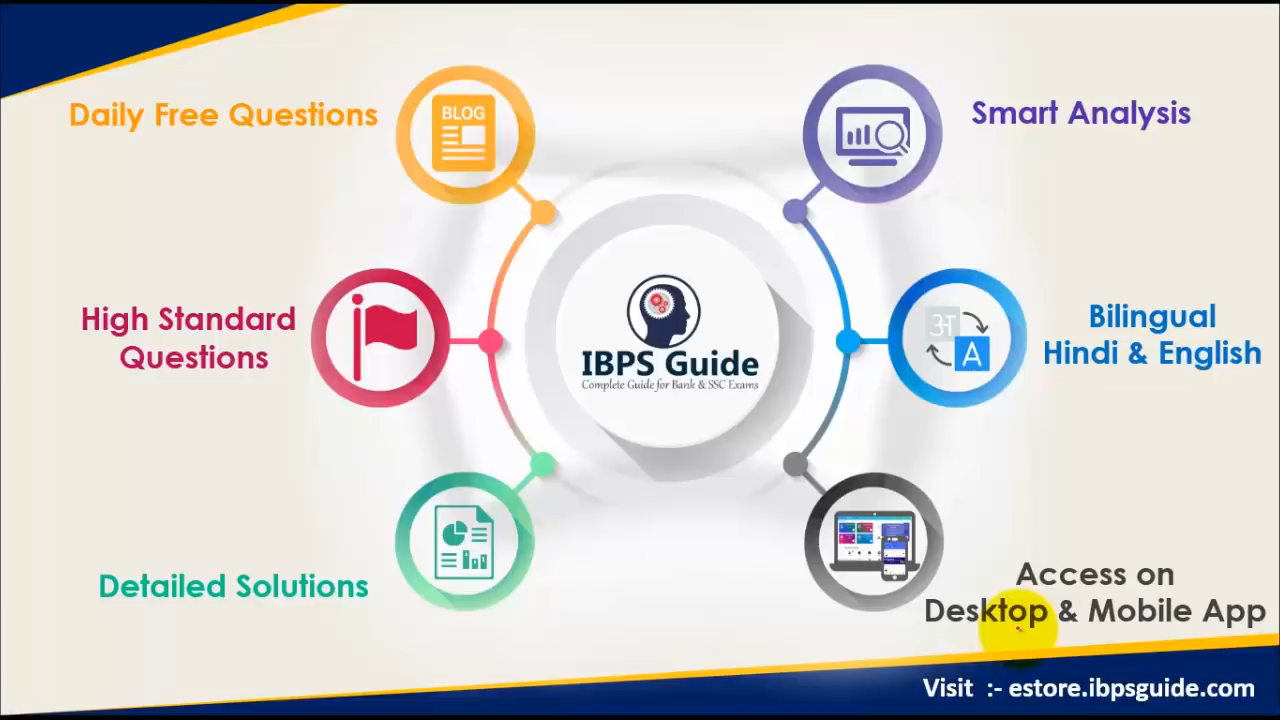 Daily Free Questions
BLOG
Smart Analysis
High Standard
Questions
IBPS Guide
Complete Guide for Bank & SSC Exams
अ
A
Bilingual
Hindi & English
Detailed Solutions
Access on
Desktop & Mobile App
Visit :- estore.ibpsguide.com